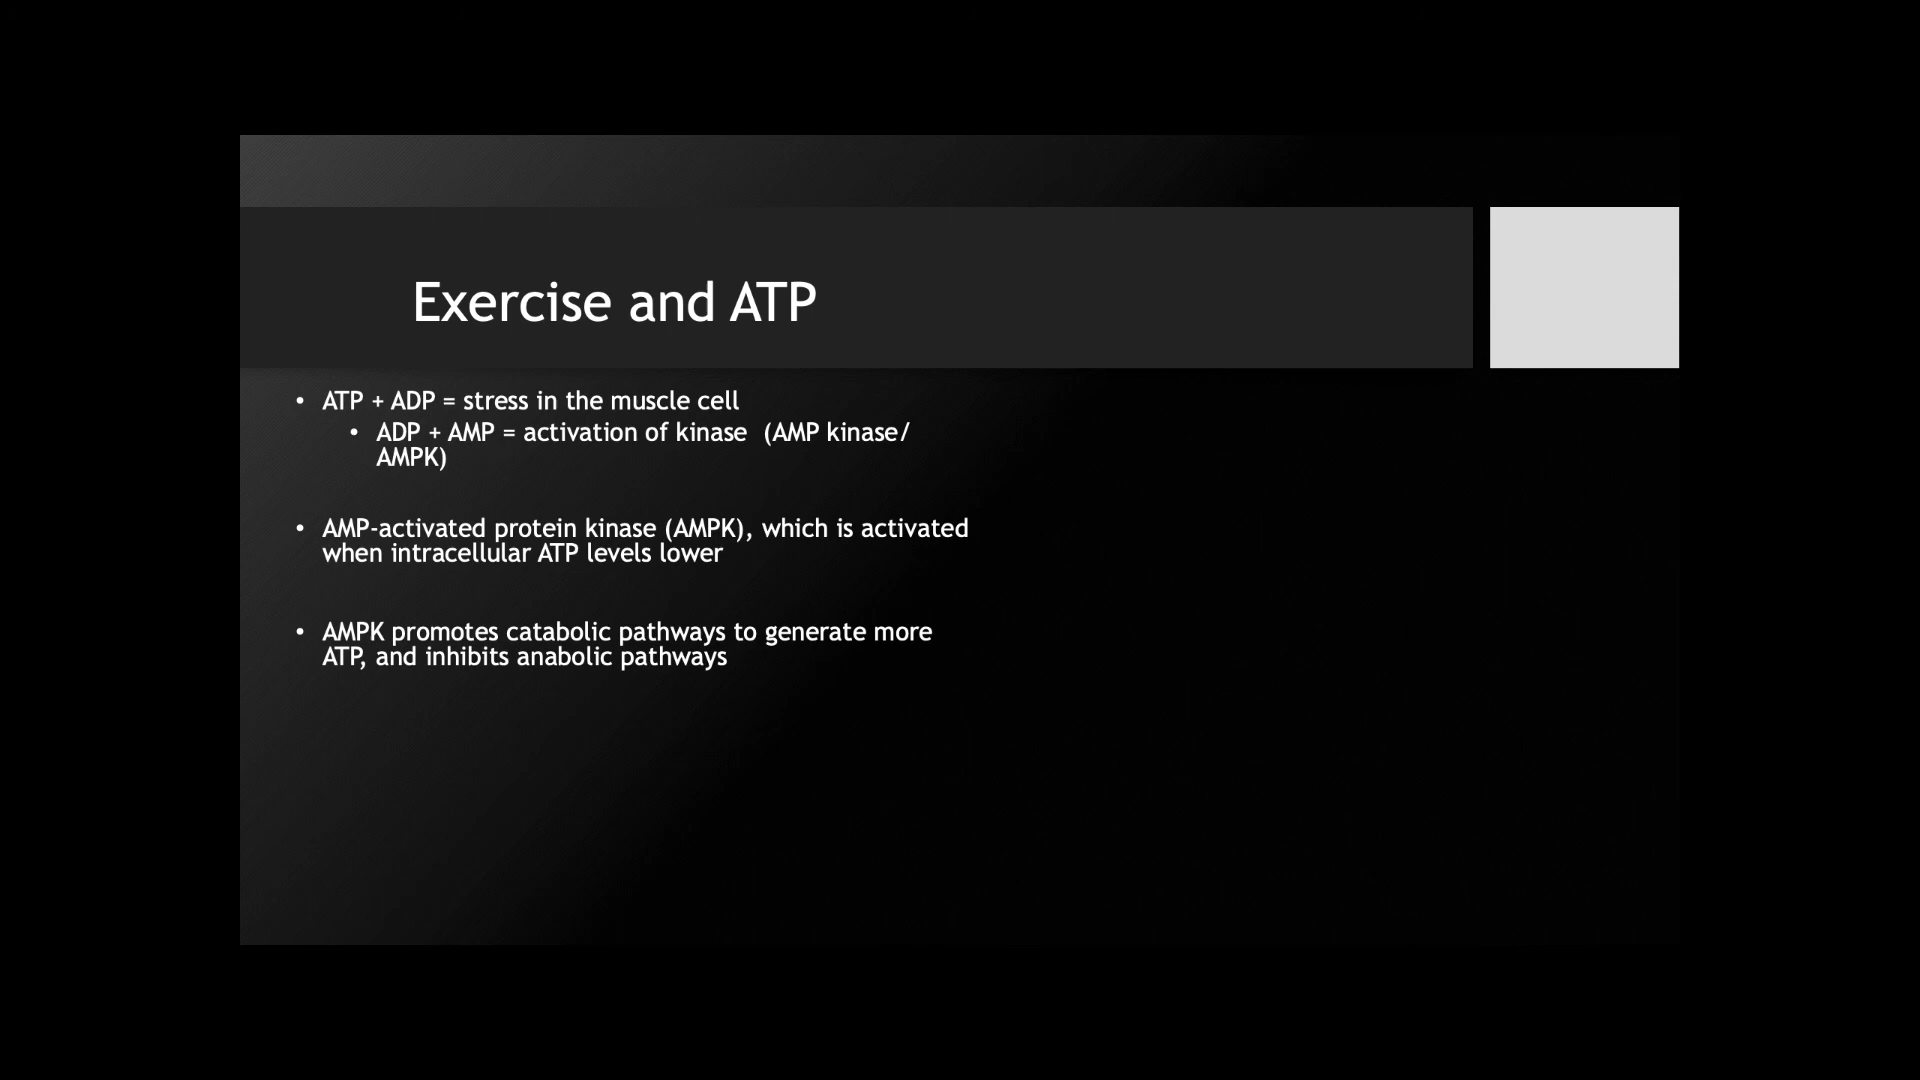 Exercise and ATP
• ATP + ADP = stress in the muscle cell
• ADP + AMP = activation of kinase  (AMP kinase/
AMPK)
• AMP-activated protein kinase (AMPK), which is activated
when intracellular ATP levels lower
• AMPK promotes catabolic pathways to generate more
ATP, and inhibits anabolic pathways